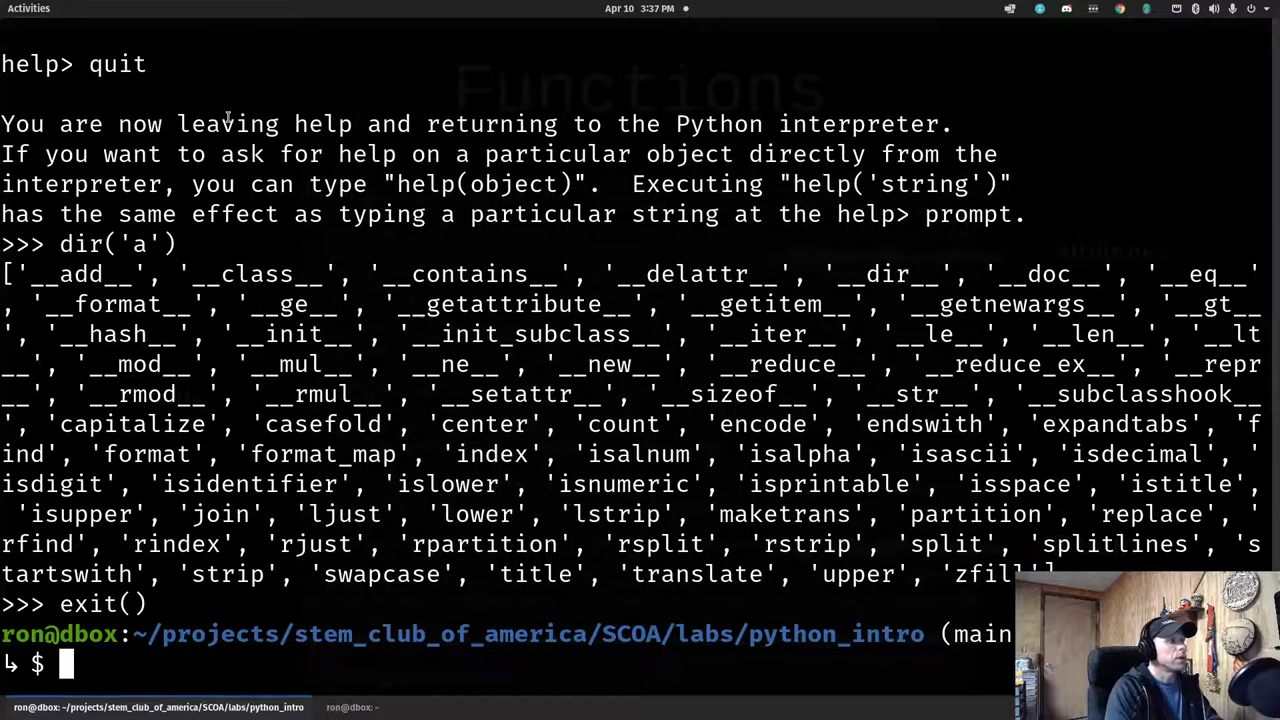 Activities
Apr 10 3:37 PM
Functions
help> quit
You are now leaving help and returning to the Python interpreter.
If you want to ask for help on a particular object directly from the
interpreter, you can type "help(object)". Executing "help('string')"
has the same effect as typing a particular string at the help> prompt.
>>> dir('a')
['__add__', '__class__', '__contains__', '__delattr__', '__dir__', '__doc__', '__eq__'
, '__format__', '__ge__', '__getattribute__', '__getitem__', '__getnewargs__', '__gt__
', '__hash__', '__init__', '__init_subclass__', '__iter__', '__le__', '__len__', '__lt
__', '__mod__', '__mul__', '__ne__', '__new__', '__reduce__', '__reduce_ex__', '__repr
__', '__rmod__', '__rmul__', '__setattr__', '__sizeof__', '__str__', '__subclasshook__
', 'capitalize', 'casefold', 'center', 'count', 'encode', 'endswith', 'expandtabs', 'f
ind', 'format', 'format_map', 'index', 'isalnum', 'isalpha', 'isascii', 'isdecimal', '
isdigit', 'isidentifier', 'islower', 'isnumeric', 'isprintable', 'isspace', 'istitle',
'isupper', 'join', 'ljust', 'lower', 'lstrip', 'maketrans', 'partition', 'replace', '
rfind', 'rindex', 'rjust', 'rpartition', 'rsplit', 'rstrip', 'split', 'splitlines', 's
tartswith', 'strip', 'swapcase', 'title', 'translate', 'upper', 'zfill']
>>> exit()
ron@dbox:~/projects/stem_club_of_america/SCOA/labs/python_intro (main
↳ $
ron@dbox: ~/projects/stem_club_of_america/SCOA/labs/python_intro
ron@dbox: ~